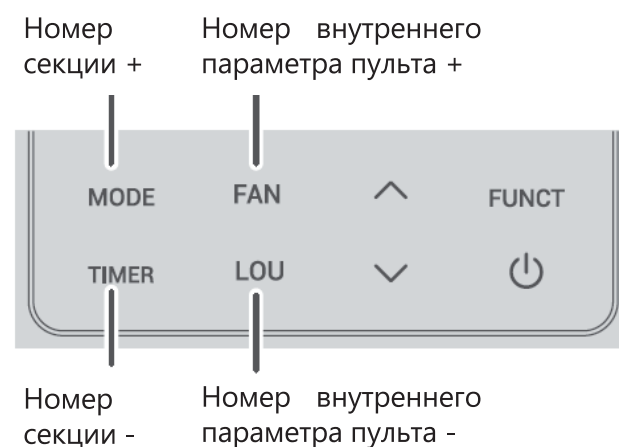 Номер
секции +
Номер внутреннего
параметра пульта +
MODE FAN FUNCT
TIMER LOU
Номер
секции -
Номер внутреннего
параметра пульта -